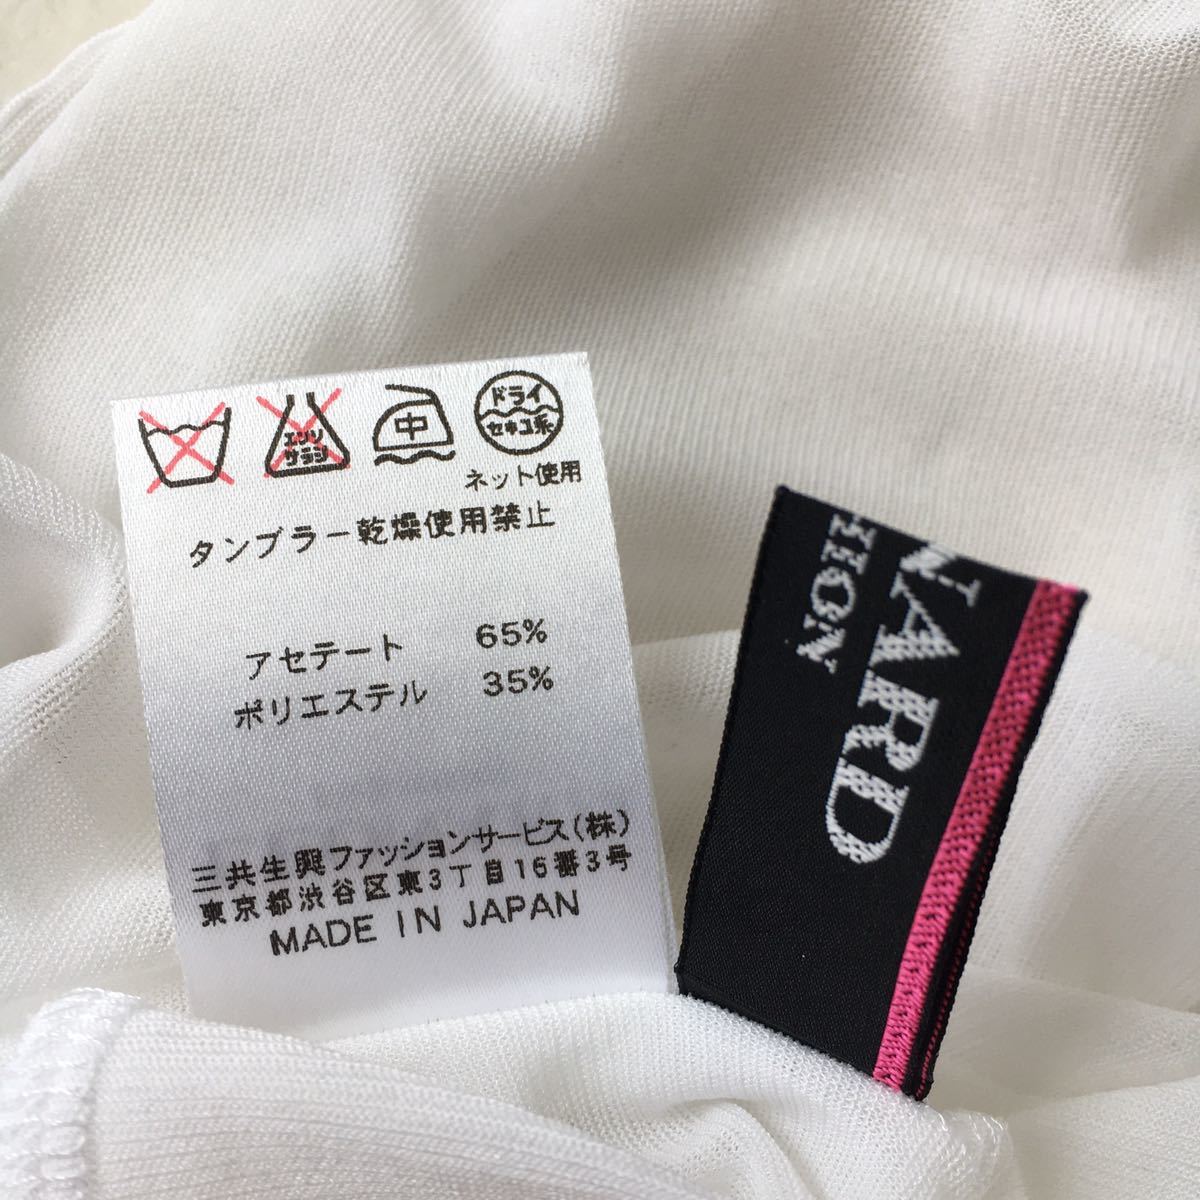 エンソ
サラシ
中
ドライ
セキユ系
ネット使用
タンブラー乾燥使用禁止
アセテート 65%
ポリエステル 35%
三共生興ファッションサービス(株)
東京都渋谷区東3丁目16番3号
MADE IN JAPAN
NARD